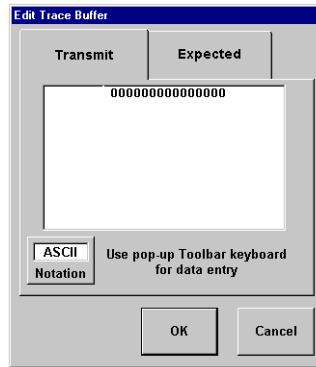 Edit Trace Buffer
Transmit Expected
000000000000000
ASCII
Notation
Use pop-up Toolbar keyboard
for data entry
OK Cancel